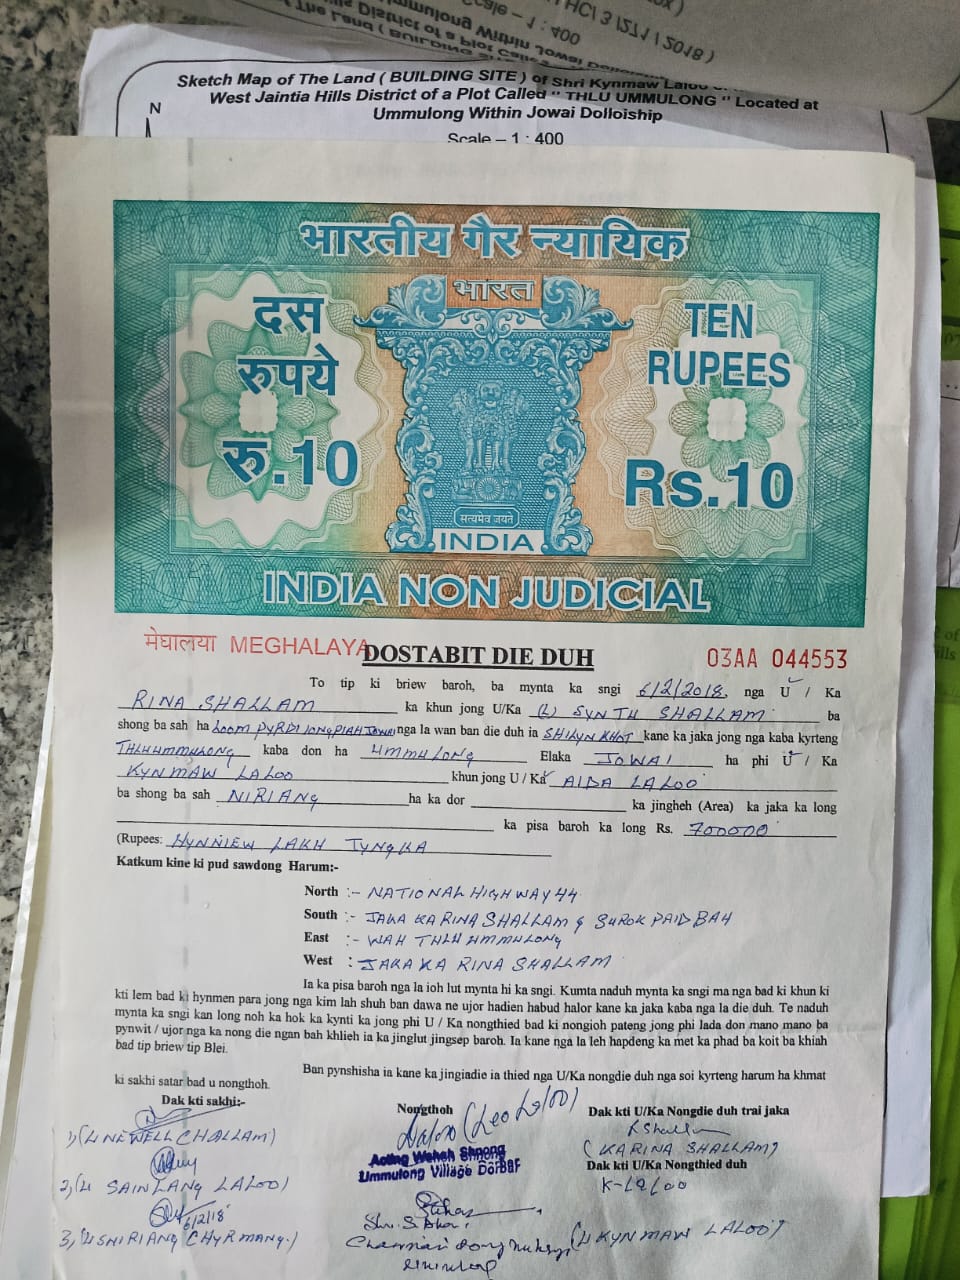 HC/ 3 / 271 / 2018 )
Scale – 1 : 400
Ummulong Within Jowai
Sketch Map of The Land ( BUILDING SITE ) of Shri Kynmaw Laloo
West Jaintia Hills District of a Plot Called " THLU UMMULONG " Located at
Ummulong Within Jowai Dolloiship
N
Scale – 1 : 400
भारतीय गैर न्यायिक
भारत
दस
रुपये
रु.10
TEN
RUPEES
Rs.10
सत्यमेव जयते
INDIA
INDIA NON JUDICIAL
मेघालया MEGHALAYA
03AA 044553
DOSTABIT DIE DUH
To tip ki briew baroh, ba mynta ka sngi 6/2/2018. nga U / Ka
RINA SHALLAM ka khun jong U/Ka (L) SYNTH SHALLAM ba
shong ba sah ha LOOM PYRDI IONGPIAH JOWAI nga la wan ban die duh ia SHILYN KHOT kane ka jaka jong nga kaba kyrteng
THLUUMMULONG kaba don ha UMMULONG Elaka JOWAI ha phi U / Ka
KYNMAW LALOO khun jong U / Ka AIDA LALOO
ba shong ba sah NIRIANG ha ka dor ka jingheh (Area) ka jaka ka long
ka pisa baroh ka long Rs. 700000
(Rupees: HYNNIEW LAKH TYNGKA
Katkum kine ki pud sawdong Harum:-
North :- NATIONAL HIGHWAY 44.
South :- JAKA KA RINA SHALLAM & SUROK PAID BAH
East :- WAH THLU UMMULONG
West : JAKA KA RINA SHALLAM
Ia ka pisa baroh nga la ioh lut mynta hi ka sngi. Kumta naduh mynta ka sngi ma nga bad ki khun ki
kti lem bad ki hynmen para jong nga kim lah shuh ban dawa ne ujor hadien habud halor kane ka jaka kaba nga la die duh. Te naduh
mynta ka sngi kan long noh ka hok ka kynti ka jong phi U / Ka nongthied bad ki nongioh pateng jong phi lada don mano mano ba
pynwit / ujor nga ka nong die ngan bah khlieh ia ka jinglut jingsep baroh. Ia kane nga la leh hapdeng ka met ka phad ba koit ba khiah
bad tip briew tip Blei.
Ban pynshisha ia kane ka jingiadie ia thied nga U/Ka nongdie duh nga soi kyrteng harum ha khmat
ki sakhi satar bad u nongthoh.
Dak kti sakhi:-
1, (U NEWELL CHALLAM)
2, (U SAINLANG LALOO)
6/2/18
3, (U SNIRIANG CHYRMANG.)
Nongthoh
(Leo Laloo)
Acting Waheh Shnong
Ummulong Village Dorbar
Dak kti U/Ka Nongdie duh trai jaka
(KA RINA SHALLAM)
Dak kti U/Ka Nongthied duh
K-Laloo
(U KYNMAW LALOO)